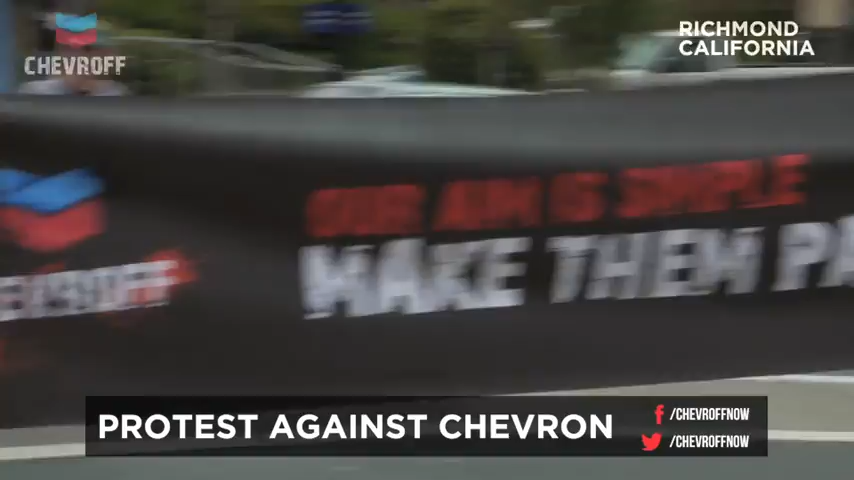 CHEVROFF
RICHMOND
CALIFORNIA
OUR AIM IS SIMPLE
MAKE THEM PA
PROTEST AGAINST CHEVRON
/CHEVROFFNOW
/CHEVROFFNOW